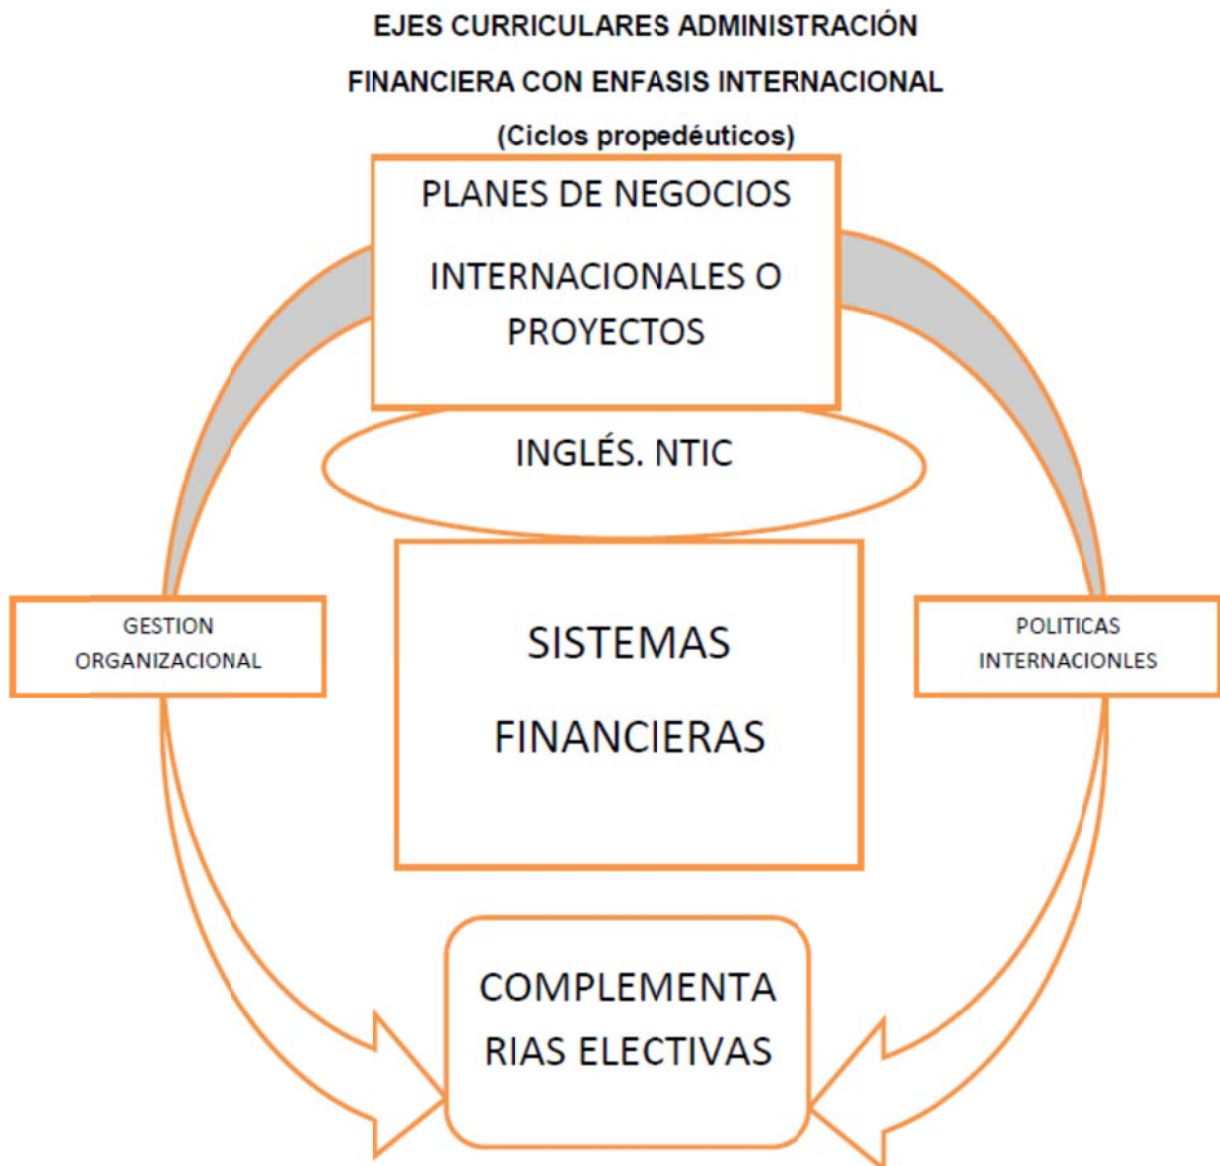 EJES CURRICULARES ADMINISTRACIÓN
FINANCIERA CON ENFASIS INTERNACIONAL
(Ciclos propedéuticos)
PLANES DE NEGOCIOS
INTERNACIONALES O
PROYECTOS
INGLÉS. NTIC
SISTEMAS
FINANCIERAS
GESTION
ORGANIZACIONAL
POLITICAS
INTERNACIONLES
COMPLEMENTA
RIAS ELECTIVAS